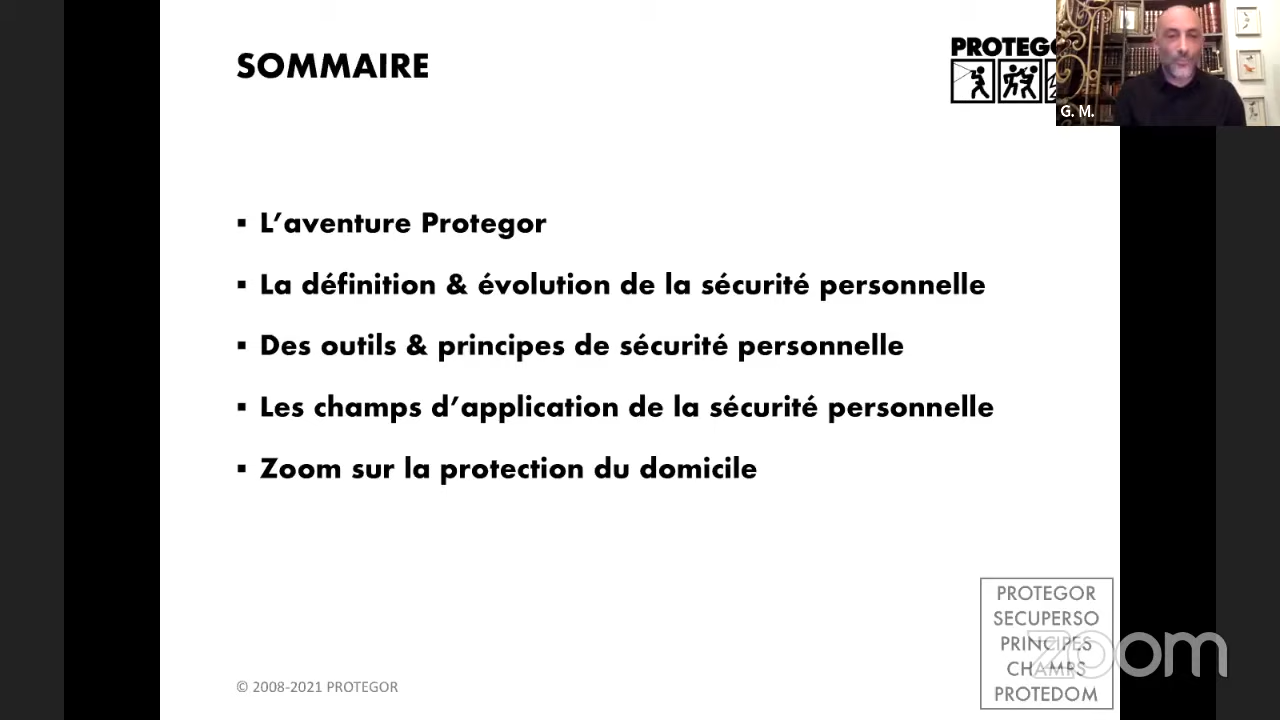 SOMMAIRE
PROTEGO
G. M.
▪ L’aventure Protegor
▪ La définition & évolution de la sécurité personnelle
▪ Des outils & principes de sécurité personnelle
▪ Les champs d’application de la sécurité personnelle
▪ Zoom sur la protection du domicile
PROTEGOR
SECUPERSO
PRINCIPES
CHAMPS
PROTEDOM
zoom
© 2008-2021 PROTEGOR